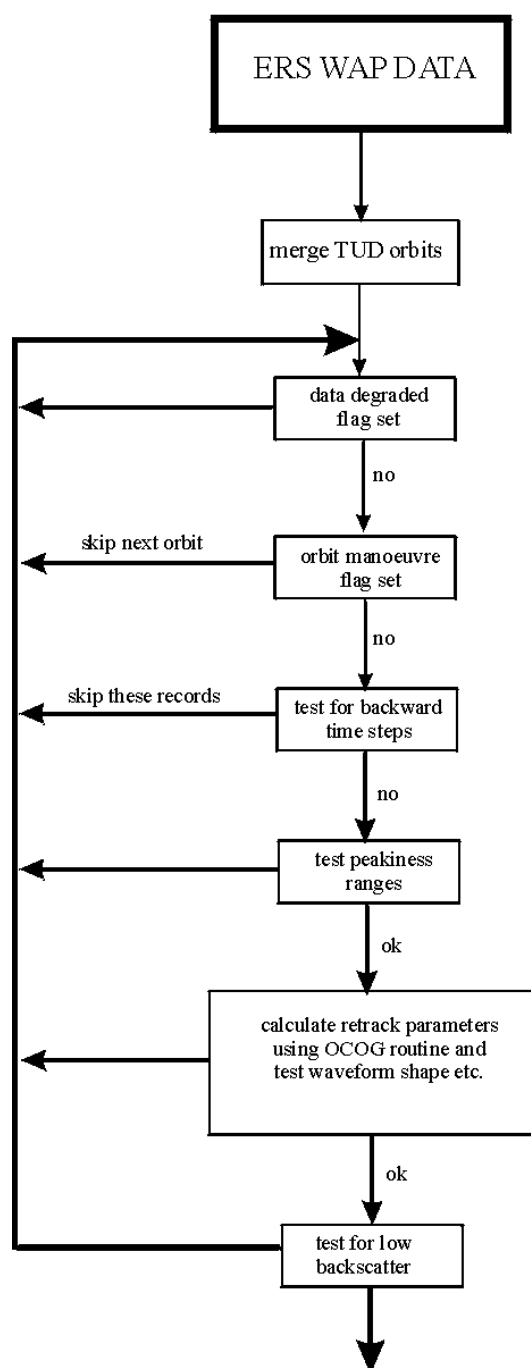 ERS WAP DATA
merge TUD orbits
data degraded
flag set
no
skip next orbit
orbit manoeuvre
flag set
no
skip these records
test for backward
time steps
no
test peakiness
ranges
ok
calculate retrack parameters
using OCOG routine and
test waveform shape etc.
ok
test for low
backscatter